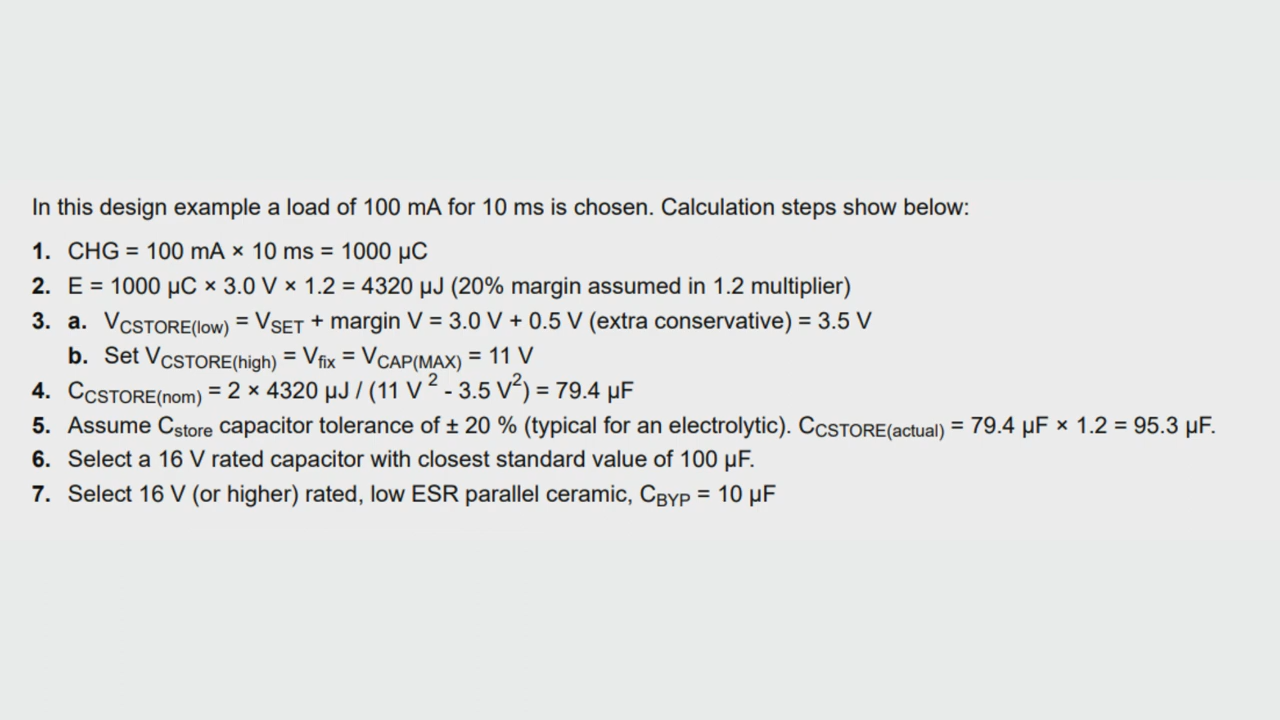 In this design example a load of 100 mA for 10 ms is chosen. Calculation steps show below:
1. CHG = 100 mA × 10 ms = 1000 µC
2. E = 1000 µC × 3.0 V × 1.2 = 4320 µJ (20% margin assumed in 1.2 multiplier)
3. a. VCSTORE(low) = VSET + margin V = 3.0 V + 0.5 V (extra conservative) = 3.5 V
b. Set VCSTORE(high) = Vfix = VCAP(MAX) = 11 V
4. CCSTORE(nom) = 2 × 4320 µJ / (11 V ² - 3.5 V²) = 79.4 µF
5. Assume Cstore capacitor tolerance of ± 20 % (typical for an electrolytic). CCSTORE(actual) = 79.4 µF × 1.2 = 95.3 µF.
6. Select a 16 V rated capacitor with closest standard value of 100 µF.
7. Select 16 V (or higher) rated, low ESR parallel ceramic, CBYP = 10 µF